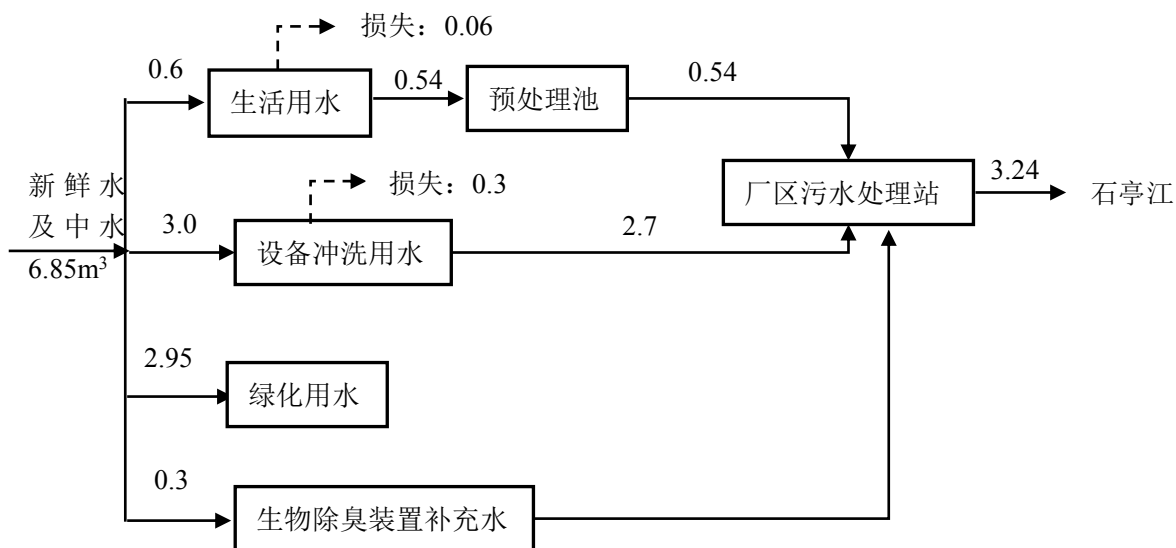 损失：0.06
0.6
生活用水
0.54
预处理池
0.54
新鲜水
及中水
6.85m³
损失：0.3
3.0
设备冲洗用水
2.7
厂区污水处理站
3.24
石亭江
2.95
绿化用水
0.3
生物除臭装置补充水